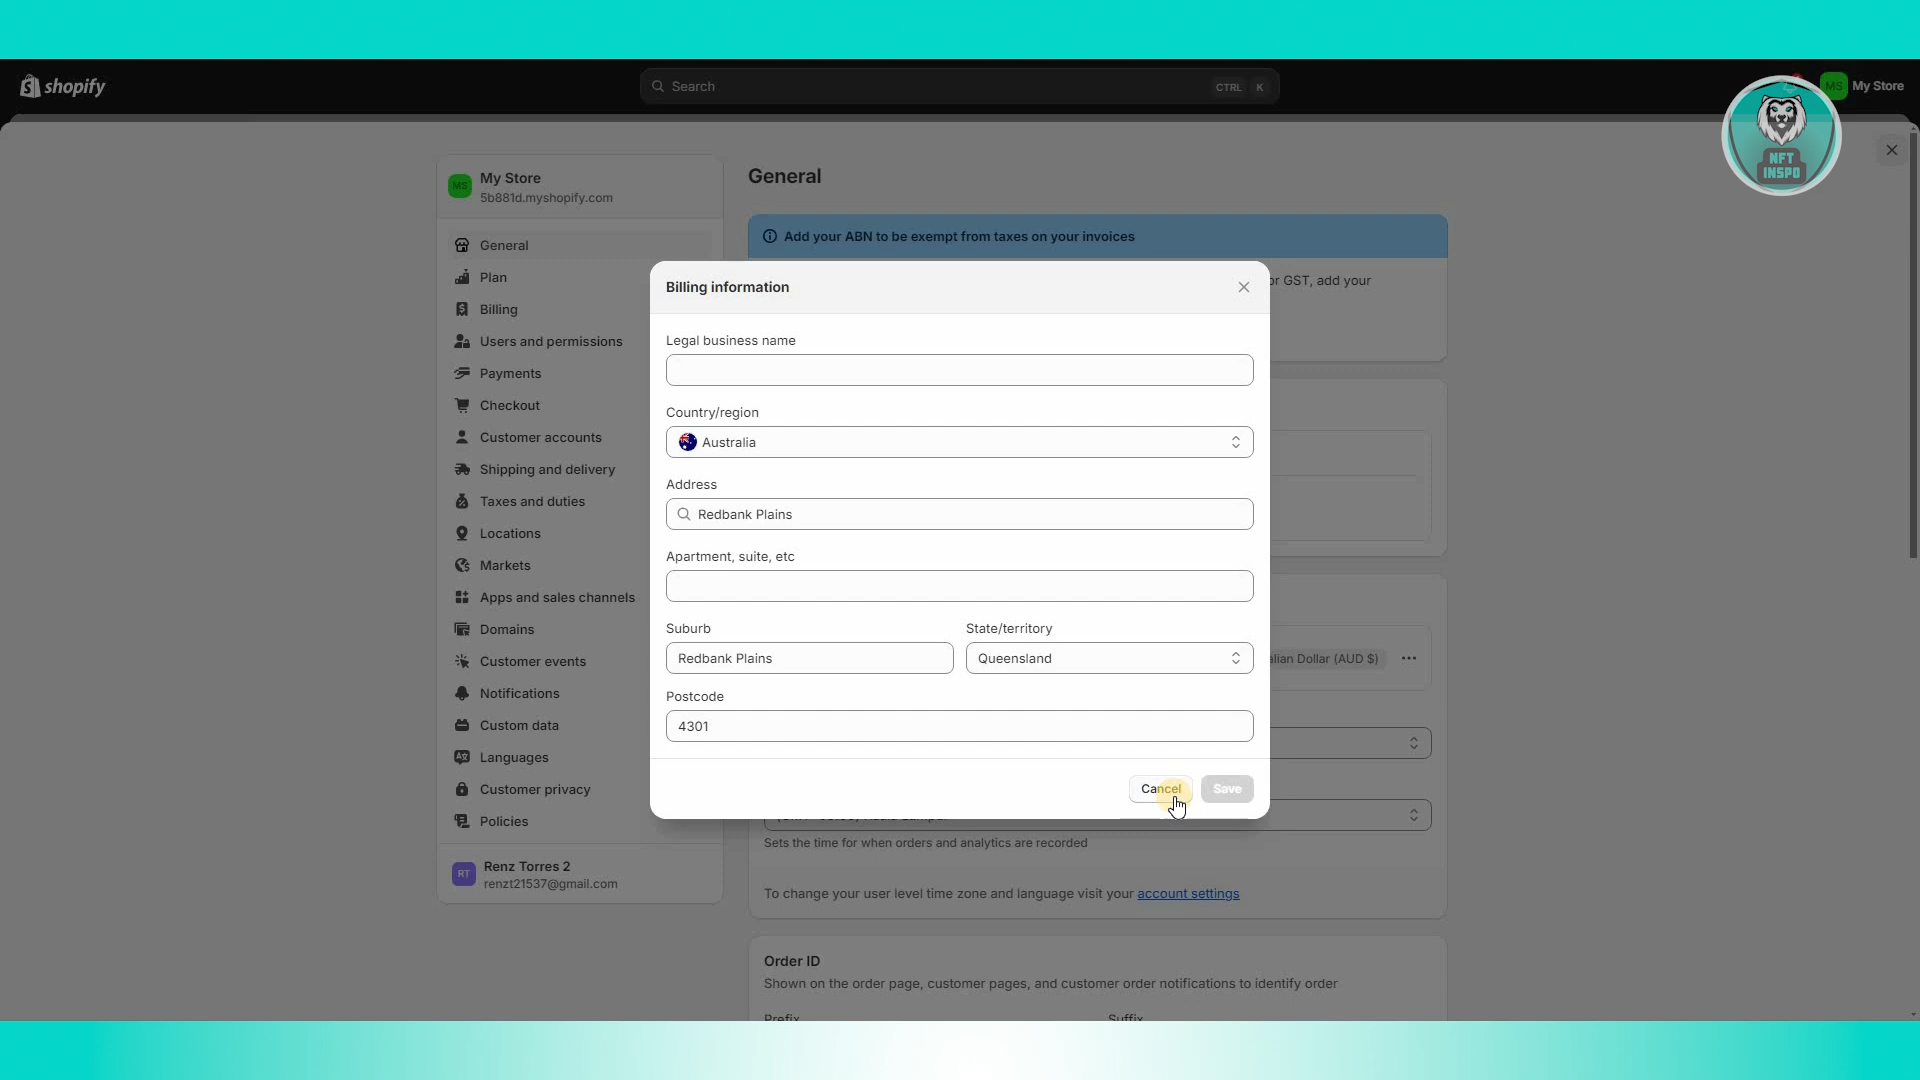 shopify
Search
CTRL K
MS My Store
NFT
INSPO
MS
My Store
5b881d.myshopify.com
General
Plan
Billing
Users and permissions
Payments
Checkout
Customer accounts
Shipping and delivery
Taxes and duties
Locations
Markets
Apps and sales channels
Domains
Customer events
Notifications
Custom data
Languages
Customer privacy
Policies
RT
Renz Torres 2
renzt21537@gmail.com
General
Add your ABN to be exempt from taxes on your invoices
or GST, add your
Billing information
Legal business name
Country/region
Australia
Address
Redbank Plains
Apartment, suite, etc
Suburb
State/territory
Redbank Plains
Queensland
Postcode
4301
Cancel
Save
Dollar (AUD $)
Sets the time for when orders and analytics are recorded
To change your user level time zone and language visit your account settings
Order ID
Shown on the order page, customer pages, and customer order notifications to identify order
Prefix
Suffix